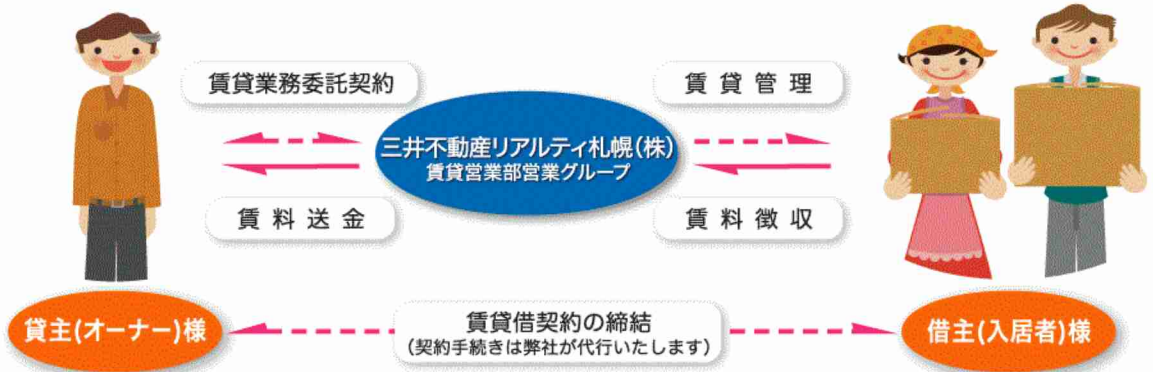 賃貸業務委託契約
賃貸管理
三井不動産リアルティ札幌(株)
賃貸営業部営業グループ
賃料送金
賃料徴収
貸主(オーナー)様
賃貸借契約の締結
(契約手続きは弊社が代行いたします)
借主(入居者)様